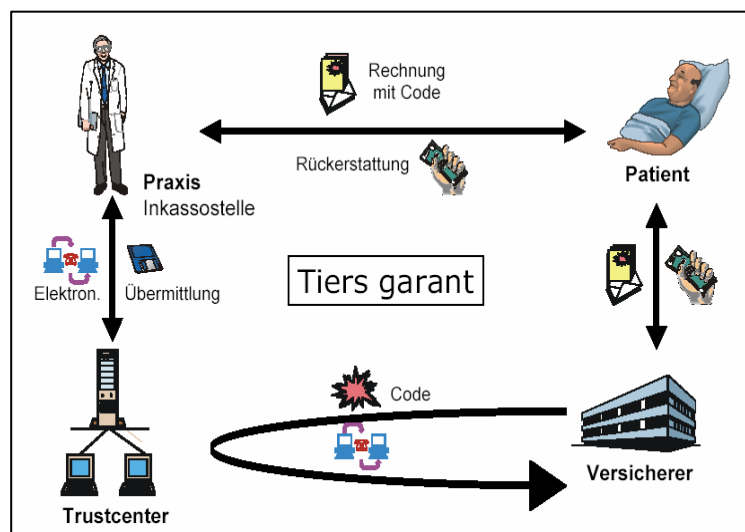 Rechnung
mit Code
Rückerstattung
Praxis
Inkassostelle
Patient
Elektron.
Übermittlung
Tiers garant
Code
Trustcenter
Versicherer